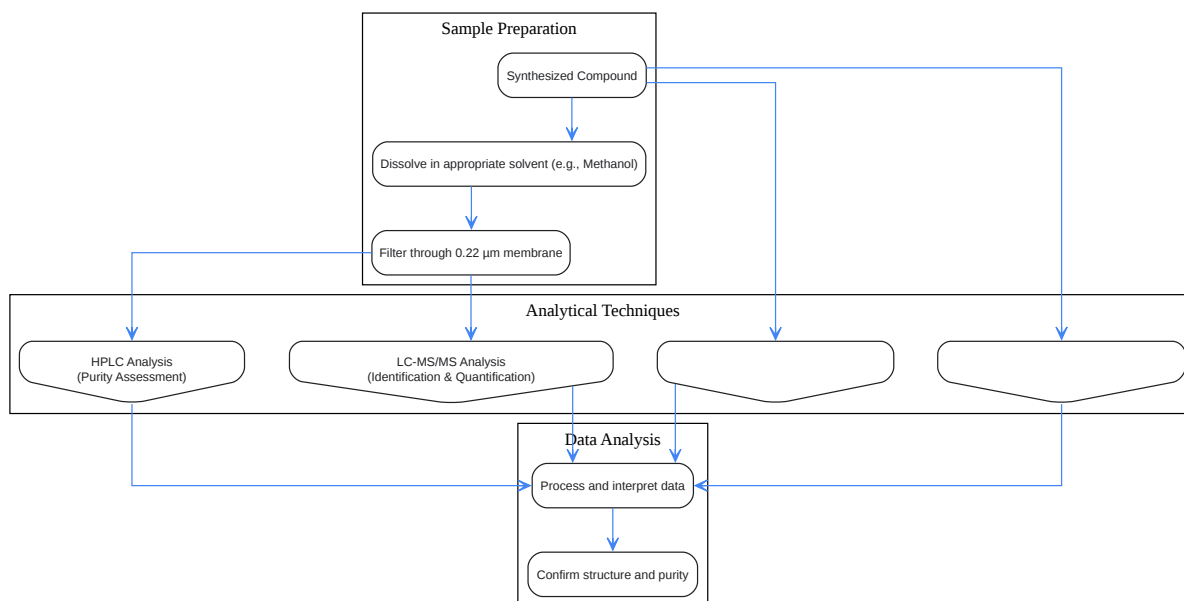 Sample Preparation
Synthesized Compound
Dissolve in appropriate solvent (e.g., Methanol)
Filter through 0.22 µm membrane
Analytical Techniques
HPLC Analysis
(Purity Assessment)
LC-MS/MS Analysis
(Identification & Quantification)
Data Analysis
Process and interpret data
Confirm structure and purity